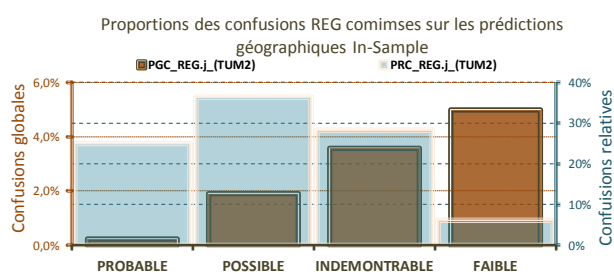 Proportions des confusions REG comimses sur les prédictions
géographiques In-Sample
PGC_REG.j_(TUM2) PRC_REG.j_(TUM2)
Confusions globales
6,0%
4,0%
2,0%
0,0%
40%
30%
20%
10%
0%
Confuisions relatives
PROBABLE POSSIBLE INDEMONTRABLE FAIBLE